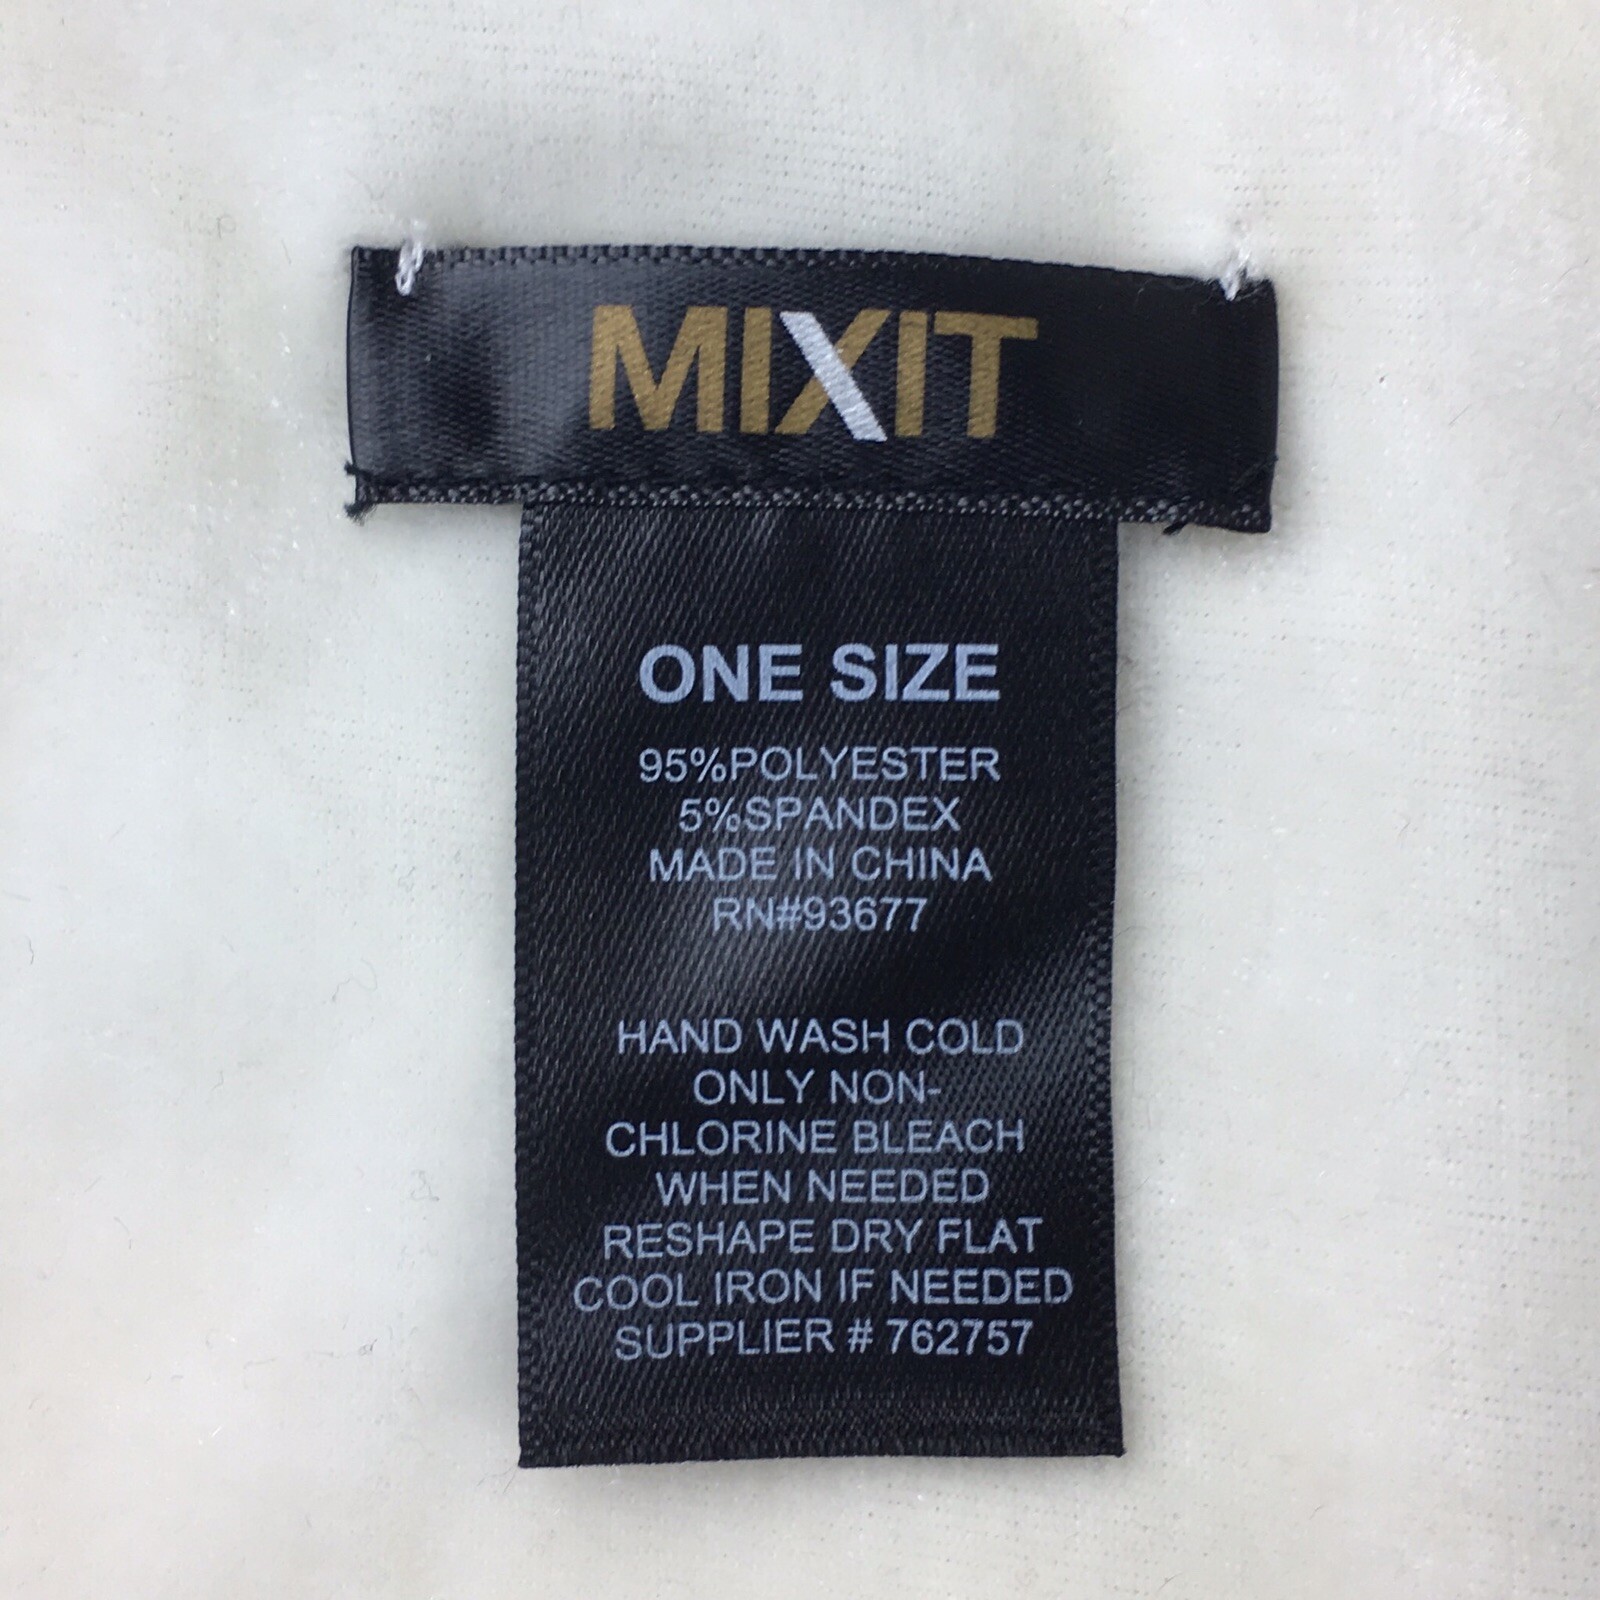 MIXIT
ONE SIZE
95%POLYESTER
5%SPANDEX
MADE IN CHINA
RN#93677
HAND WASH COLD
ONLY NON-
CHLORINE BLEACH
WHEN NEEDED
RESHAPE DRY FLAT
COOL IRON IF NEEDED
SUPPLIER # 762757